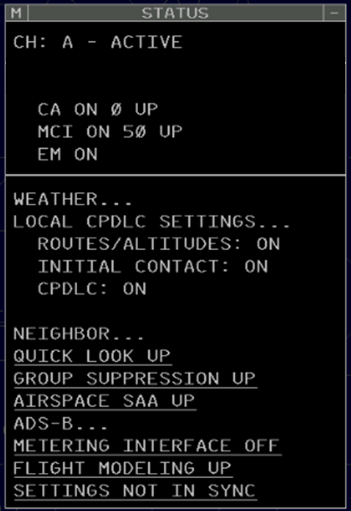 M STATUS –
CH: A - ACTIVE
CA ON Ø UP
MCI ON 5Ø UP
EM ON
WEATHER...
LOCAL CPDLC SETTINGS...
ROUTES/ALTITUDES: ON
INITIAL CONTACT: ON
CPDLC: ON
NEIGHBOR...
QUICK LOOK UP
GROUP SUPPRESSION UP
AIRSPACE SAA UP
ADS-B...
METERING INTERFACE OFF
FLIGHT MODELING UP
SETTINGS NOT IN SYNC